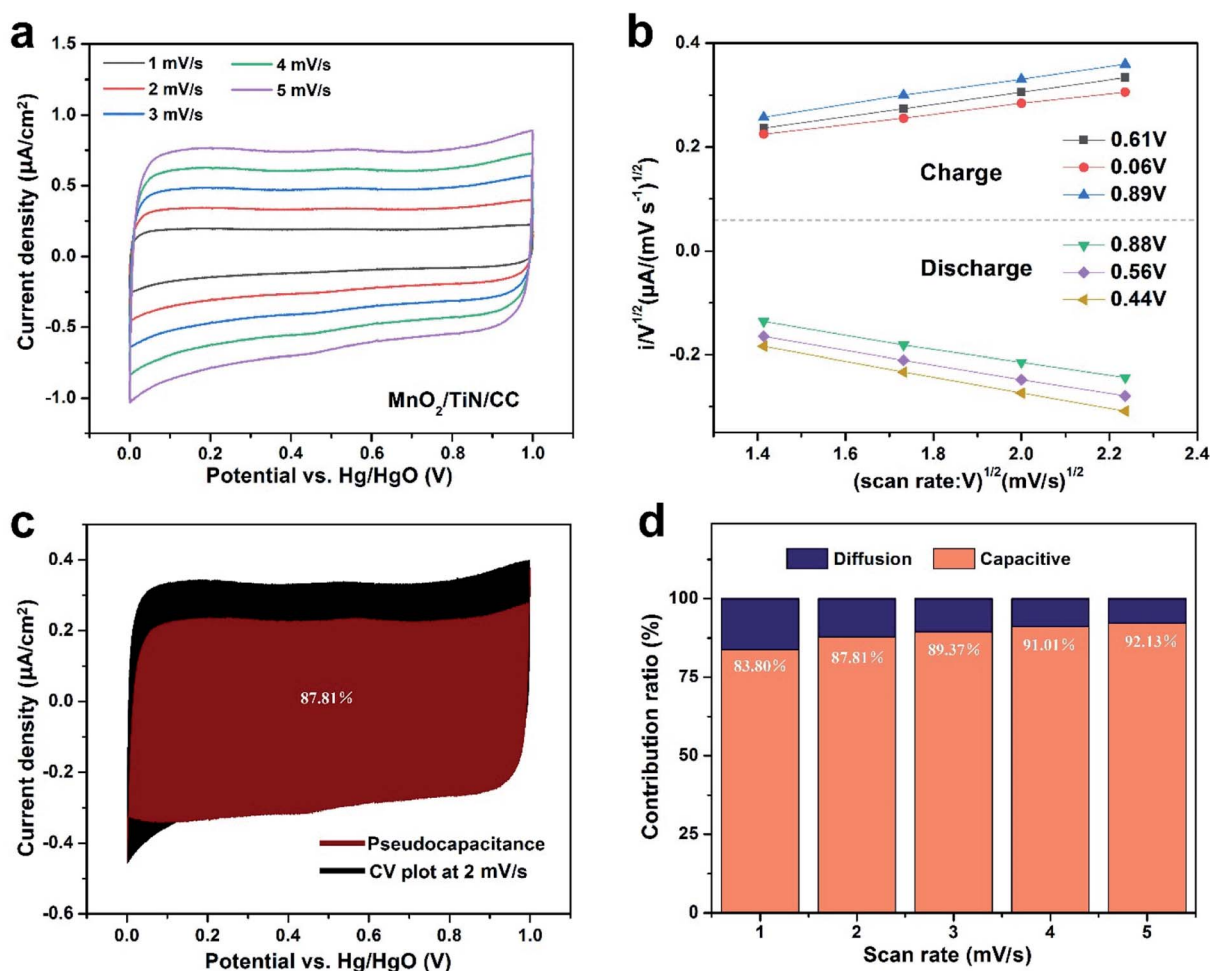 a
1.5
1.0
0.5
0.0
-0.5
-1.0
Current density (µA/cm²)
1 mV/s
2 mV/s
3 mV/s
4 mV/s
5 mV/s
MnO₂/TiN/CC
0.0 0.2 0.4 0.6 0.8 1.0
Potential vs. Hg/HgO (V)
b
0.4
0.2
0.0
-0.2
i/V^1/2(µA/(mV s⁻¹)^1/2)
0.61V
0.06V
0.89V
Charge
Discharge
0.88V
0.56V
0.44V
1.4 1.6 1.8 2.0 2.2 2.4
(scan rate:V)^1/2(mV/s)^1/2
c
0.4
0.2
0.0
-0.2
-0.4
-0.6
Current density (µA/cm²)
87.81%
Pseudocapacitance
CV plot at 2 mV/s
0.0 0.2 0.4 0.6 0.8 1.0
Potential vs. Hg/HgO (V)
d
Diffusion Capacitive
100
75
50
25
0
Contribution ratio (%)
83.80% 87.81% 89.37% 91.01% 92.13%
1 2 3 4 5
Scan rate (mV/s)